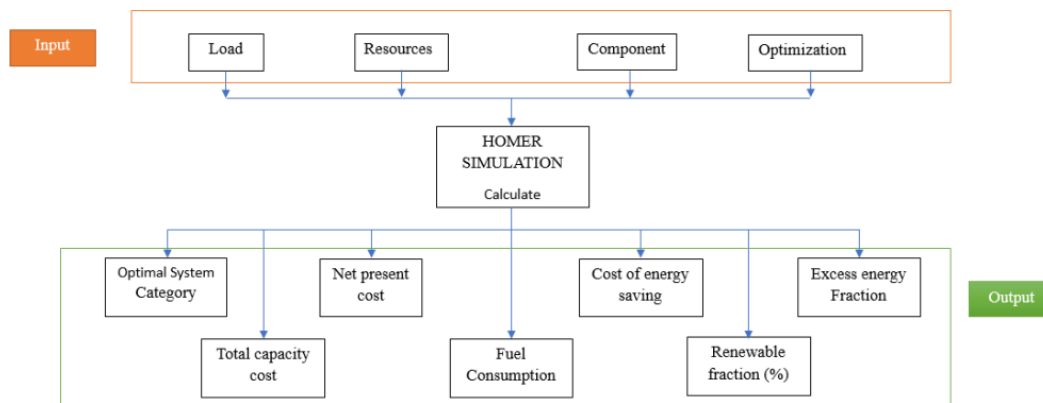 Input
Load
Resources
Component
Optimization
HOMER
SIMULATION
Calculate
Optimal System
Category
Net present
cost
Cost of energy
saving
Excess energy
Fraction
Output
Total capacity
cost
Fuel
Consumption
Renewable
fraction (%)